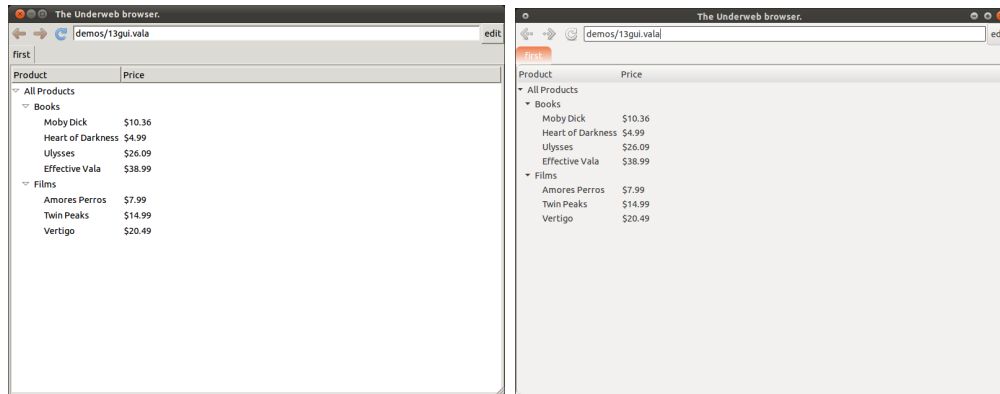 The Underweb browser.
demos/13gui.vala edit
first
Product Price
All Products
Books
Moby Dick $10.36
Heart of Darkness $4.99
Ulysses $26.09
Effective Vala $38.99
Films
Amores Perros $7.99
Twin Peaks $14.99
Vertigo $20.49
The Underweb browser.
demos/13gui.vala ed
first
Product Price
All Products
Books
Moby Dick $10.36
Heart of Darkness $4.99
Ulysses $26.09
Effective Vala $38.99
Films
Amores Perros $7.99
Twin Peaks $14.99
Vertigo $20.49